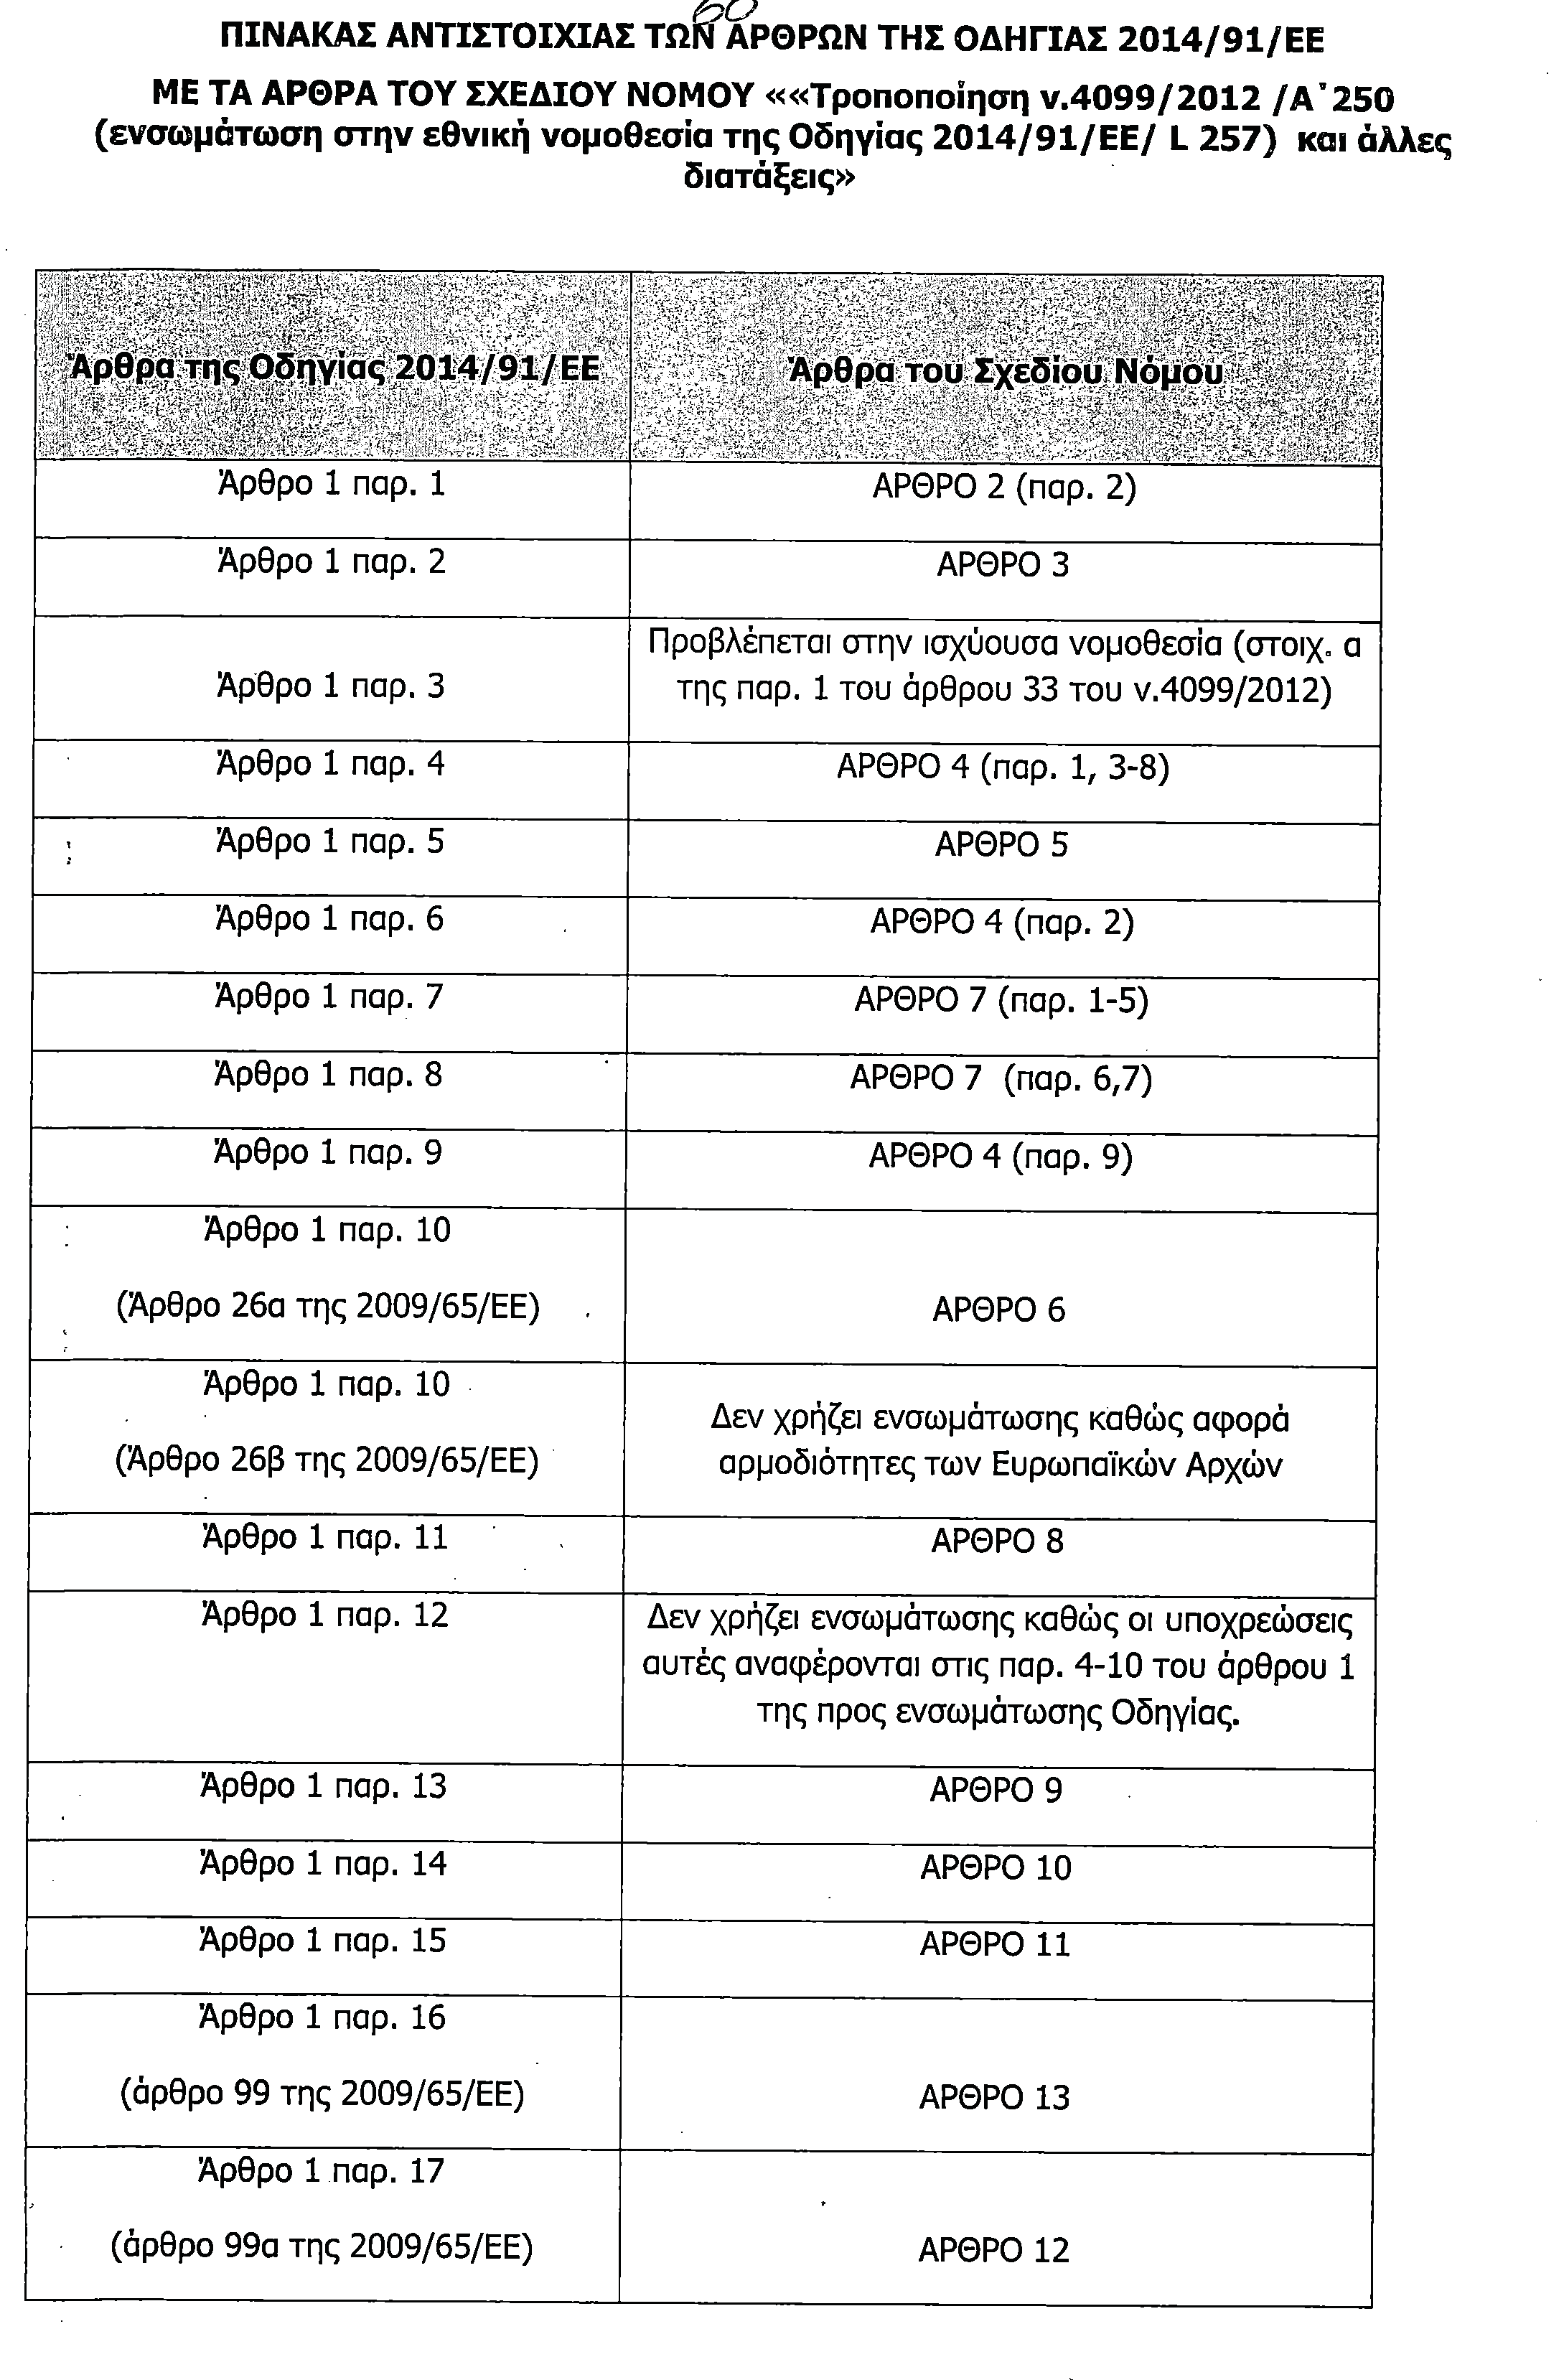 60
ΠΙΝΑΚΑΣ ΑΝΤΙΣΤΟΙΧΙΑΣ ΤΩΝ ΑΡΘΡΩΝ ΤΗΣ ΟΔΗΓΙΑΣ 2014/91/ΕΕ
ΜΕ ΤΑ ΑΡΘΡΑ ΤΟΥ ΣΧΕΔΙΟΥ ΝΟΜΟΥ ««Τροποποίηση ν.4099/2012 /Α΄250
(ενσωμάτωση στην εθνική νομοθεσία της Οδηγίας 2014/91/ΕΕ/ L 257) και άλλες
διατάξεις»
Άρθρα της Οδηγίας 2014/91/ΕΕ
Άρθρα του Σχεδίου Νόμου
Άρθρο 1 παρ. 1
ΑΡΘΡΟ 2 (παρ. 2)
Άρθρο 1 παρ. 2
ΑΡΘΡΟ 3
Άρθρο 1 παρ. 3
Προβλέπεται στην ισχύουσα νομοθεσία (στοιχ. α
της παρ. 1 του άρθρου 33 του ν.4099/2012)
Άρθρο 1 παρ. 4
ΑΡΘΡΟ 4 (παρ. 1, 3-8)
Άρθρο 1 παρ. 5
ΑΡΘΡΟ 5
Άρθρο 1 παρ. 6
ΑΡΘΡΟ 4 (παρ. 2)
Άρθρο 1 παρ. 7
ΑΡΘΡΟ 7 (παρ. 1-5)
Άρθρο 1 παρ. 8
ΑΡΘΡΟ 7 (παρ. 6,7)
Άρθρο 1 παρ. 9
ΑΡΘΡΟ 4 (παρ. 9)
Άρθρο 1 παρ. 10
(Άρθρο 26α της 2009/65/ΕΕ)
ΑΡΘΡΟ 6
Άρθρο 1 παρ. 10
(Άρθρο 26β της 2009/65/ΕΕ)
Δεν χρήζει ενσωμάτωσης καθώς αφορά
αρμοδιότητες των Ευρωπαϊκών Αρχών
Άρθρο 1 παρ. 11
ΑΡΘΡΟ 8
Άρθρο 1 παρ. 12
Δεν χρήζει ενσωμάτωσης καθώς οι υποχρεώσεις
αυτές αναφέρονται στις παρ. 4-10 του άρθρου 1
της προς ενσωμάτωσης Οδηγίας.
Άρθρο 1 παρ. 13
ΑΡΘΡΟ 9
Άρθρο 1 παρ. 14
ΑΡΘΡΟ 10
Άρθρο 1 παρ. 15
ΑΡΘΡΟ 11
Άρθρο 1 παρ. 16
(άρθρο 99 της 2009/65/ΕΕ)
ΑΡΘΡΟ 13
Άρθρο 1 παρ. 17
(άρθρο 99α της 2009/65/ΕΕ)
ΑΡΘΡΟ 12